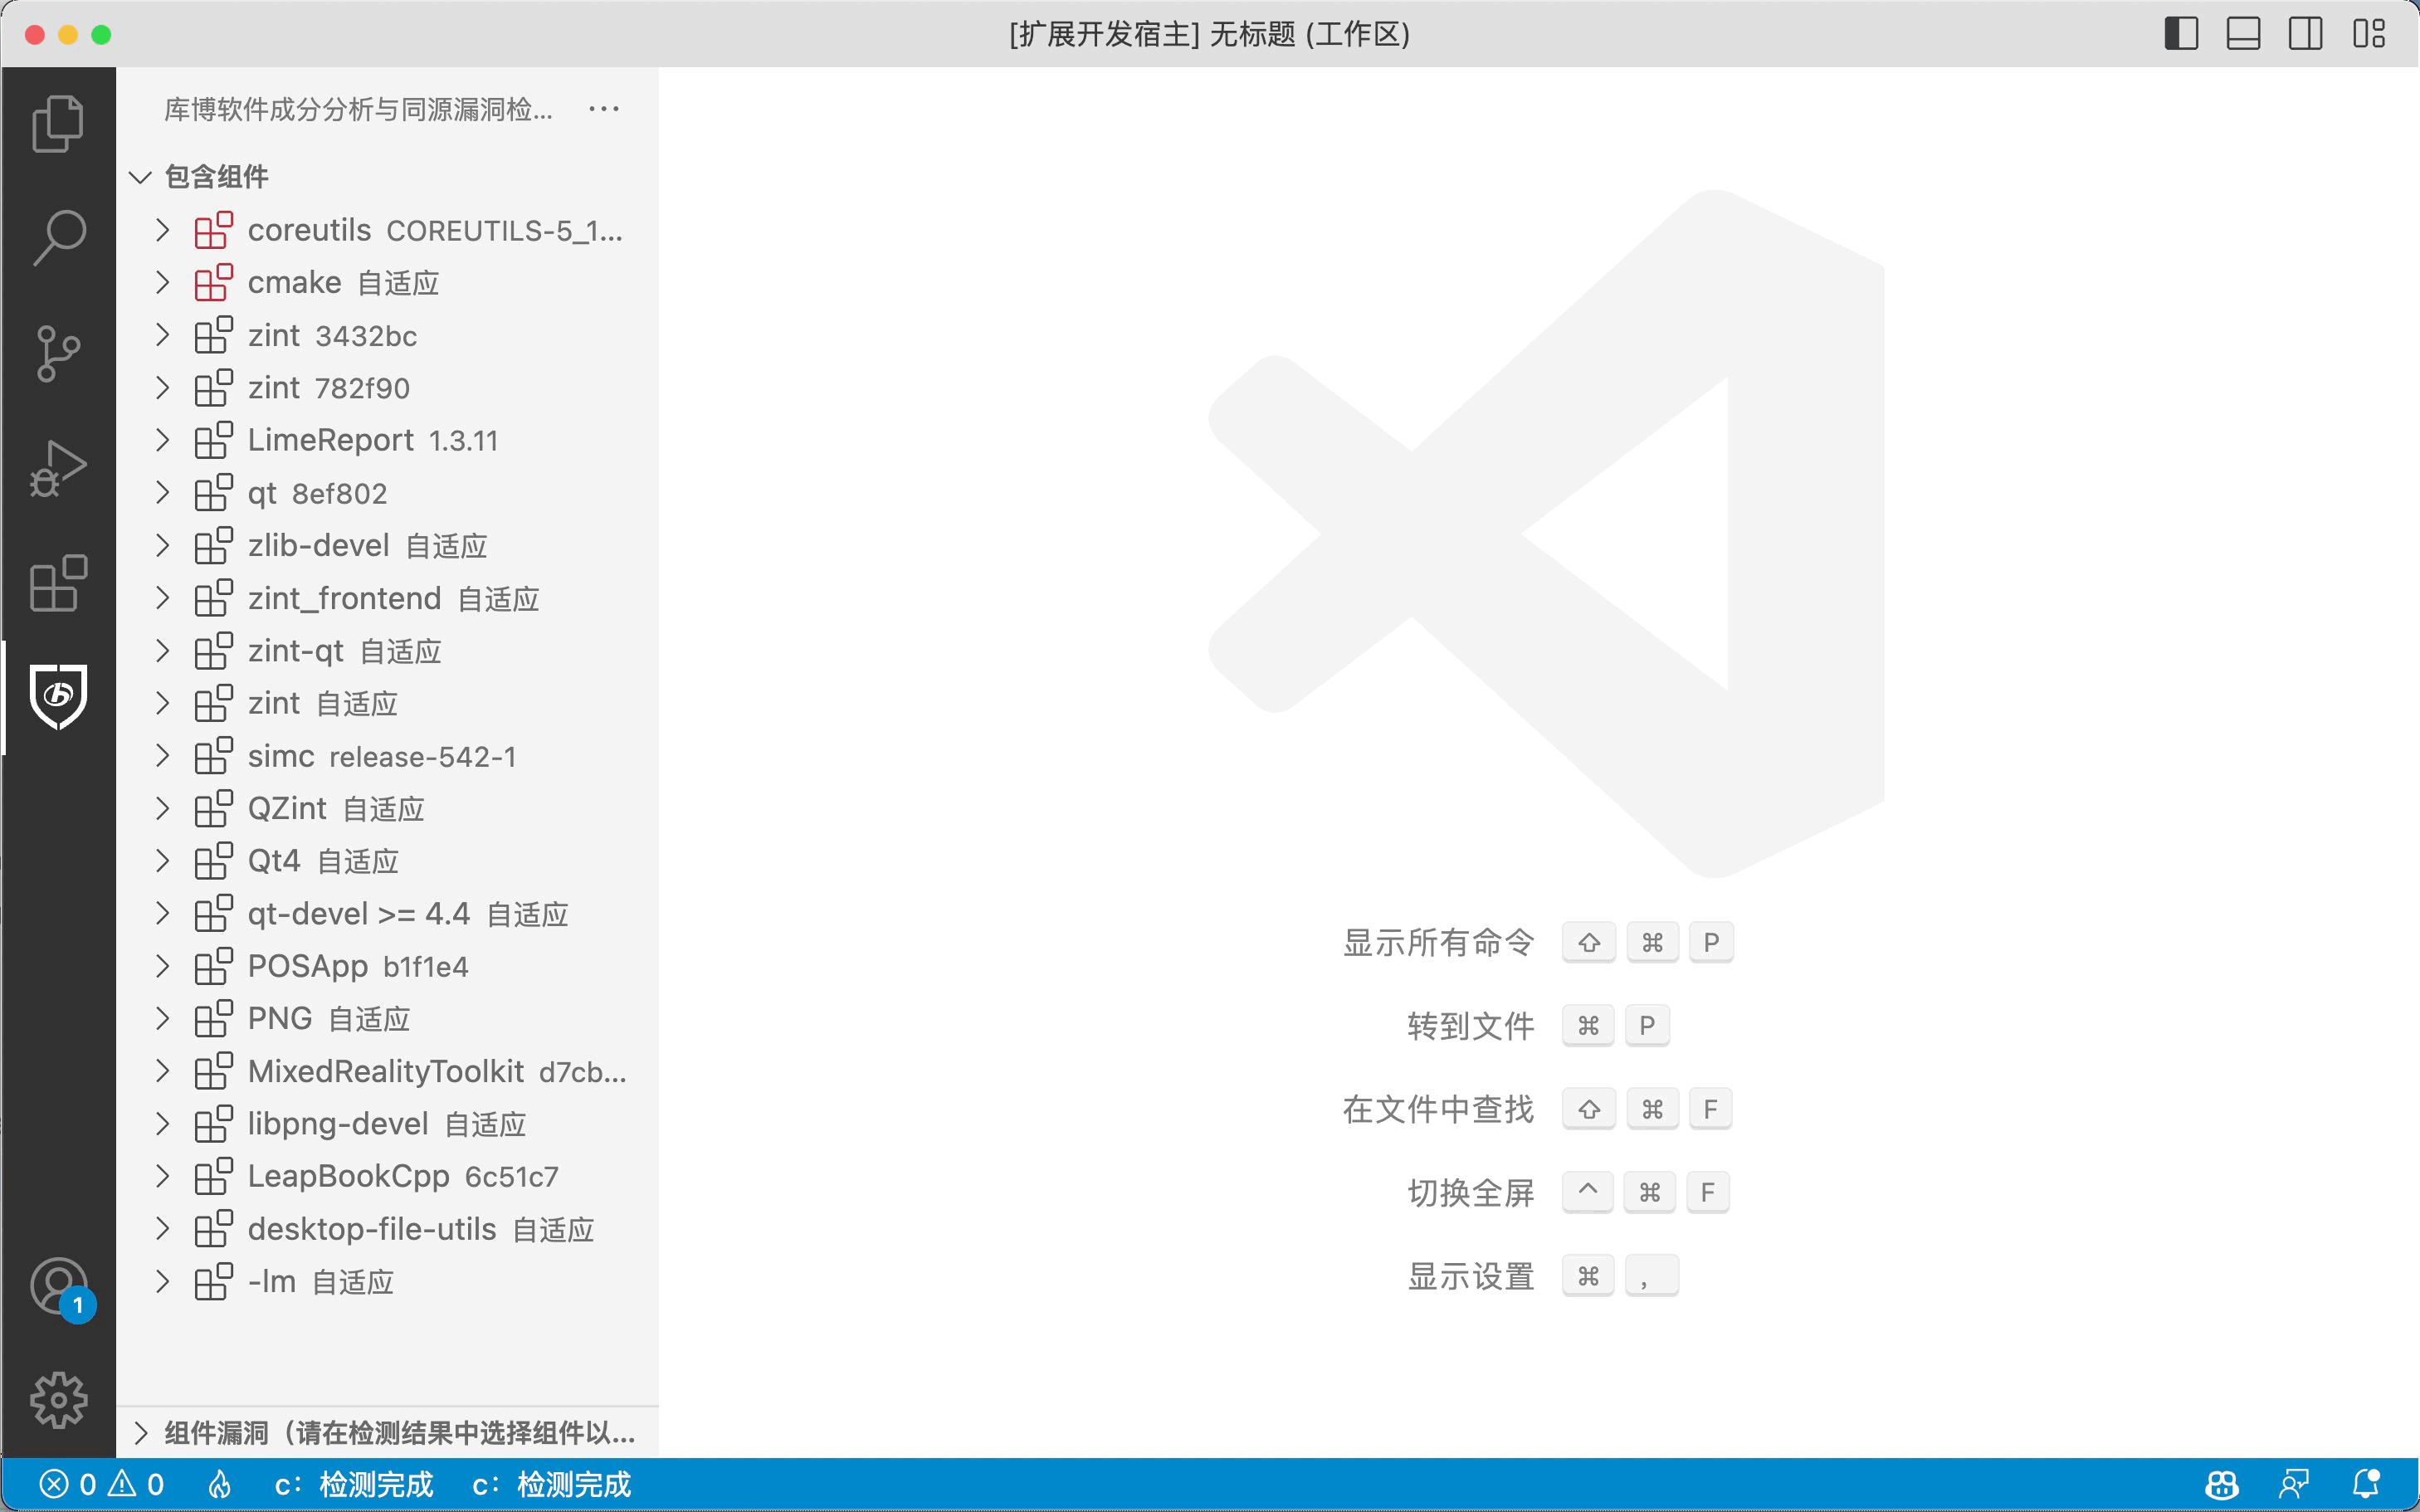 [扩展开发宿主] 无标题 (工作区)
库博软件成分分析与同源漏洞检...
包含组件
coreutils COREUTILS-5_1...
cmake 自适应
zint 3432bc
zint 782f90
LimeReport 1.3.11
qt 8ef802
zlib-devel 自适应
zint_frontend 自适应
zint-qt 自适应
zint 自适应
simc release-542-1
QZint 自适应
Qt4 自适应
qt-devel >= 4.4 自适应
POSApp b1f1e4
PNG 自适应
MixedRealityToolkit d7cb...
libpng-devel 自适应
LeapBookCpp 6c51c7
desktop-file-utils 自适应
-lm 自适应
组件漏洞（请在检测结果中选择组件以...
显示所有命令 ⇧ ⌘ P
转到文件 ⌘ P
在文件中查找 ⇧ ⌘ F
切换全屏 ^ ⌘ F
显示设置 ⌘ ,
1
0 0 c： 检测完成 c： 检测完成